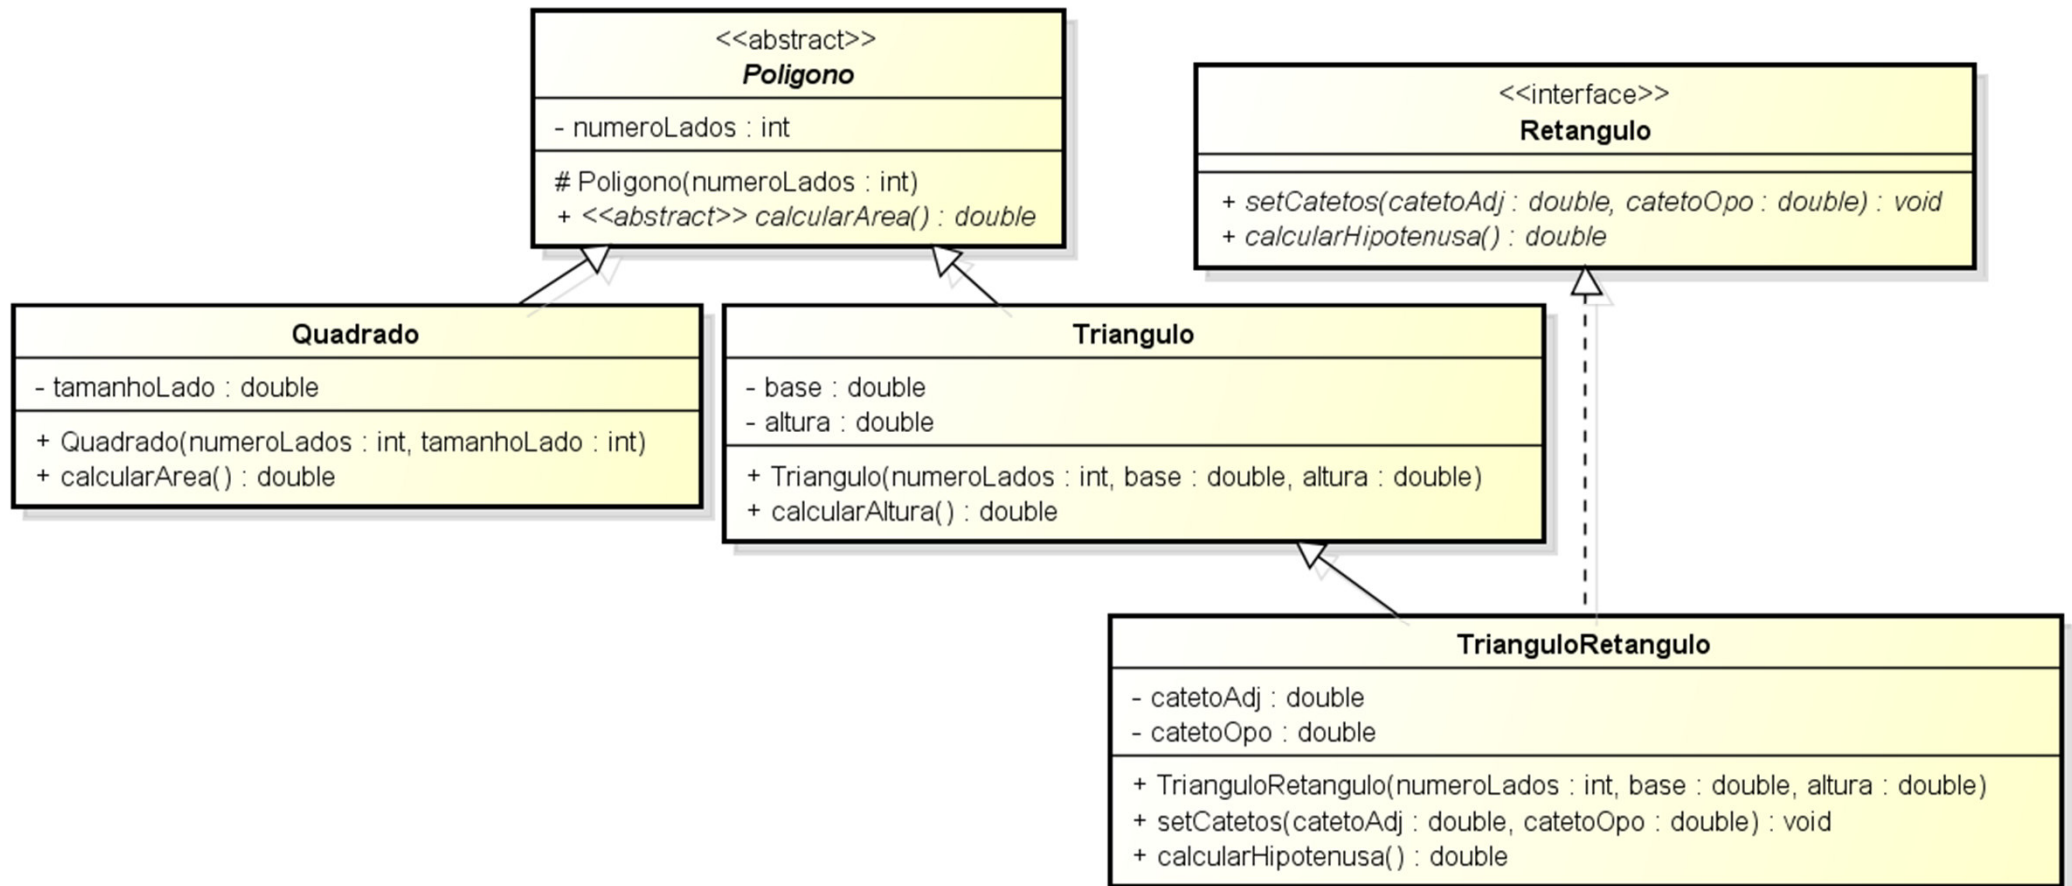 <<abstract>>
Poligono
- numeroLados : int
# Poligono(numeroLados : int)
+ <<abstract>> calcularArea() : double
<<interface>>
Retangulo
+ setCatetos(catetoAdj : double, catetoOpo : double) : void
+ calcularHipotenusa() : double
Quadrado
- tamanhoLado : double
+ Quadrado(numeroLados : int, tamanhoLado : int)
+ calcularArea() : double
Triangulo
- base : double
- altura : double
+ Triangulo(numeroLados : int, base : double, altura : double)
+ calcularAltura() : double
TrianguloRetangulo
- catetoAdj : double
- catetoOpo : double
+ TrianguloRetangulo(numeroLados : int, base : double, altura : double)
+ setCatetos(catetoAdj : double, catetoOpo : double) : void
+ calcularHipotenusa() : double